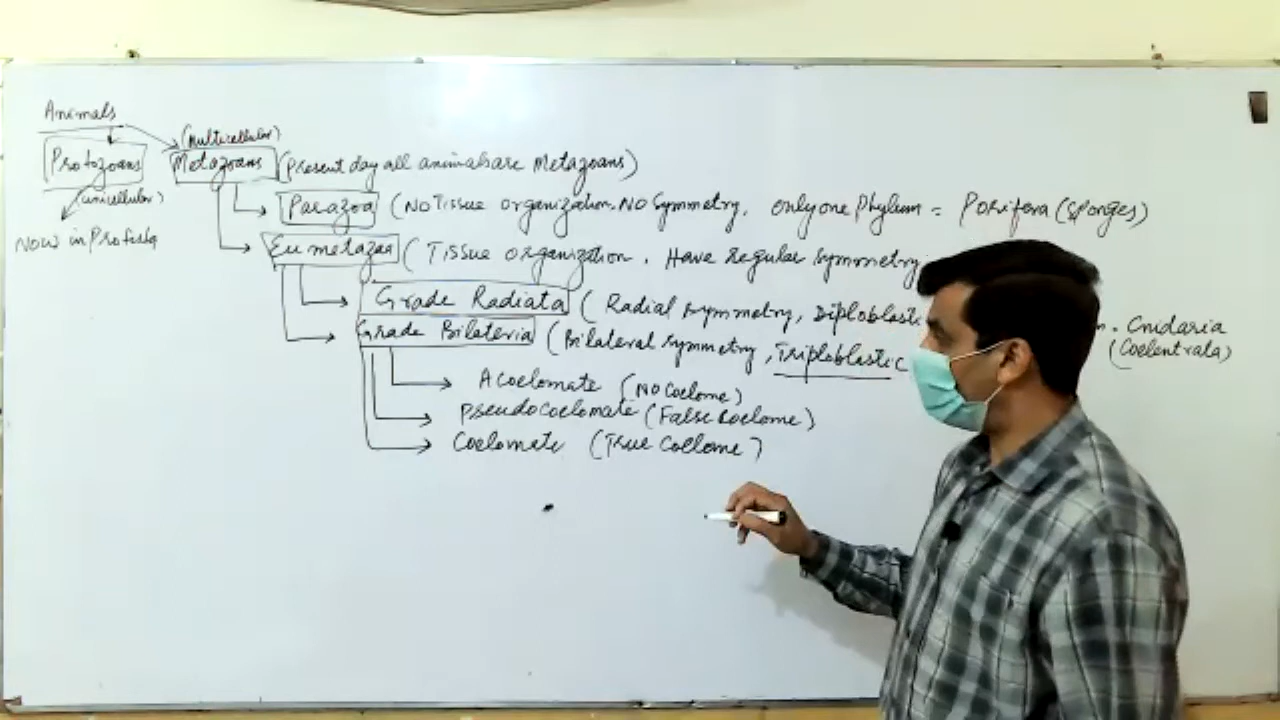 Animals
(Multicellular)
Protozoans Metazoans (Present day all animals are Metazoans)
(unicellular) Parazoa (No Tissue organization. No Symmetry, only one Phylum = Porifera (Sponges)
Now in Protista
Eumetazoa (Tissue organization. Have regular Symmetry
Grade Radiata (Radial Symmetry, Diploblasti n. Cnidaria
Grade Bilateria (Bilateral Symmetry, Triploblastic (Coelentrata)
Acoelomate (No Coelome)
Pseudocoelomate (False Coelome)
Coelomate (True Coelome)